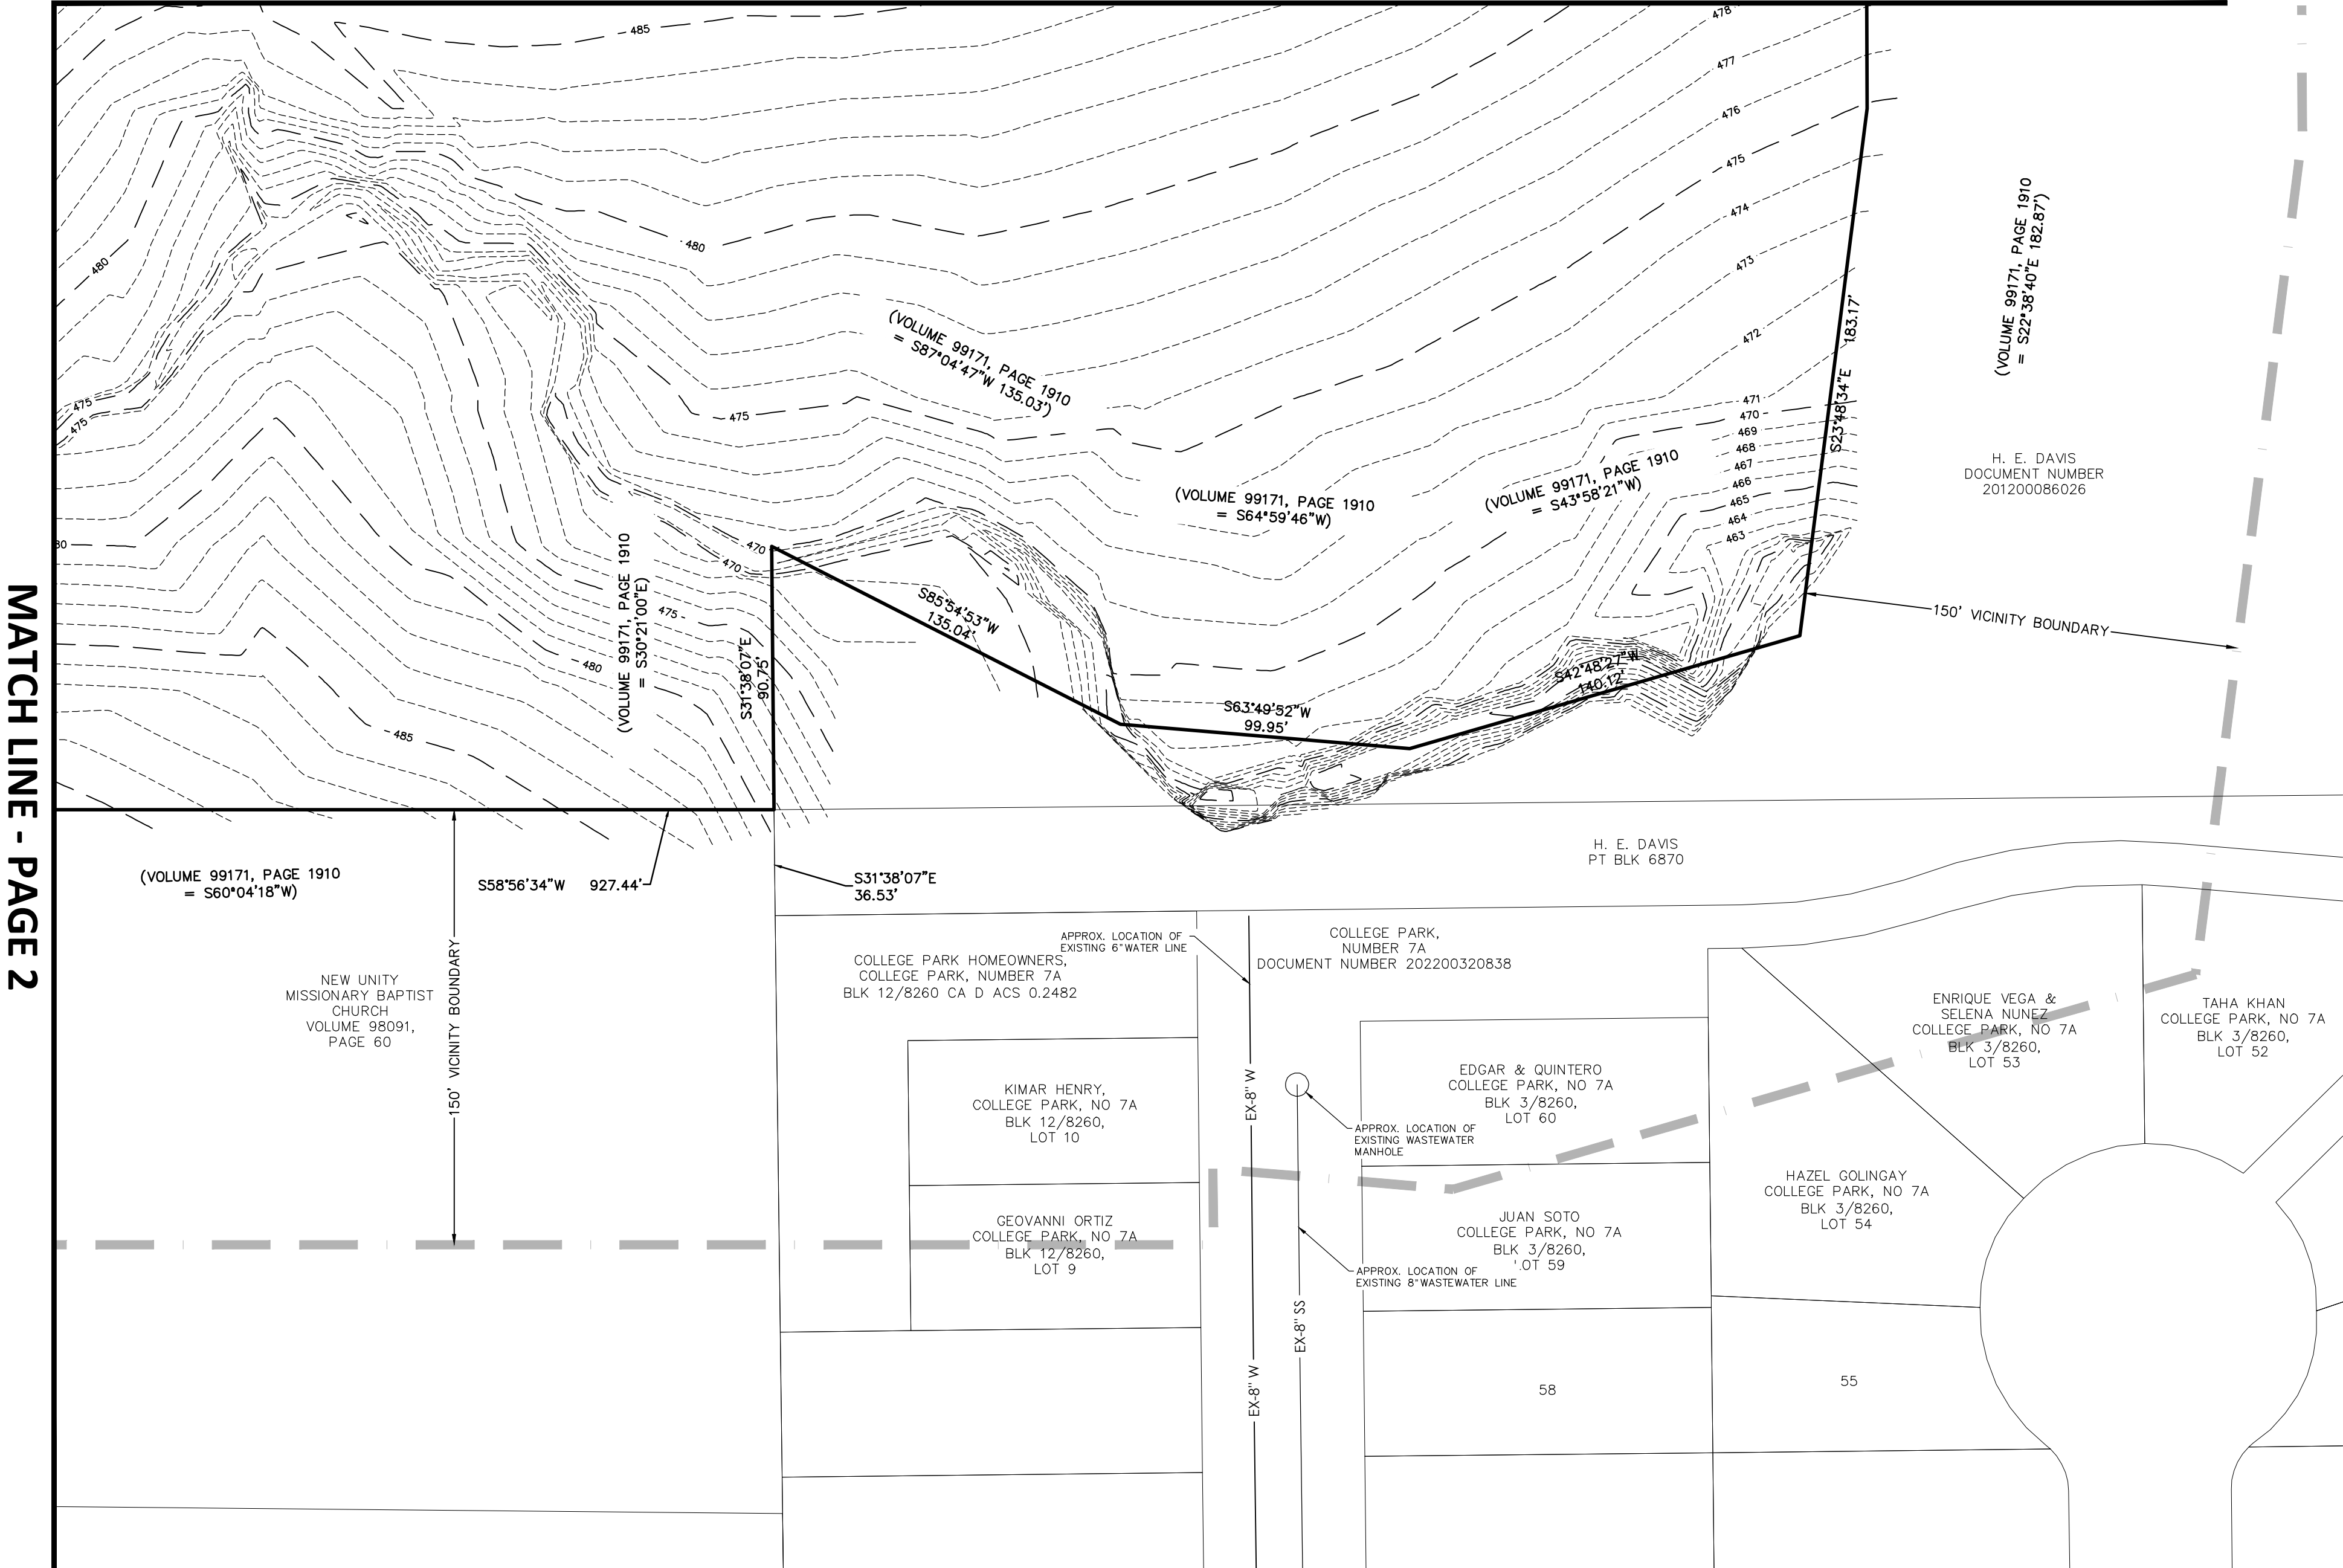 485
478
477
476
475
474
473
472
471
470
469
468
467
466
465
464
463
480
480
475
475
475
470
470
475
480
485
80
(VOLUME 99171, PAGE 1910
= S87°04'47"W 135.03')
(VOLUME 99171, PAGE 1910
= S64°59'46"W)
(VOLUME 99171, PAGE 1910
= S43°58'21"W)
(VOLUME 99171, PAGE 1910
= S22°38'40"E 182.87')
S23°48'34"E 183.17'
H. E. DAVIS
DOCUMENT NUMBER
201200086026
150' VICINITY BOUNDARY
(VOLUME 99171, PAGE 1910
= S30°21'00"E)
S31°38'07"E
90.75'
S85°54'53"W
135.04'
S63°49'52"W
99.95'
S42°48'27"W
140.12'
MATCH LINE - PAGE 2
(VOLUME 99171, PAGE 1910
= S60°04'18"W)
S58°56'34"W 927.44'
S31°38'07"E
36.53'
H. E. DAVIS
PT BLK 6870
150' VICINITY BOUNDARY
NEW UNITY
MISSIONARY BAPTIST
CHURCH
VOLUME 98091,
PAGE 60
COLLEGE PARK HOMEOWNERS,
COLLEGE PARK, NUMBER 7A
BLK 12/8260 CA D ACS 0.2482
APPROX. LOCATION OF
EXISTING 6" WATER LINE
COLLEGE PARK,
NUMBER 7A
DOCUMENT NUMBER 202200320838
KIMAR HENRY,
COLLEGE PARK, NO 7A
BLK 12/8260,
LOT 10
GEOVANNI ORTIZ
COLLEGE PARK, NO 7A
BLK 12/8260,
LOT 9
EX-8" W
EX-8" W
EX-8" SS
APPROX. LOCATION OF
EXISTING WASTEWATER
MANHOLE
APPROX. LOCATION OF
EXISTING 8" WASTEWATER LINE
EDGAR & QUINTERO
COLLEGE PARK, NO 7A
BLK 3/8260,
LOT 60
JUAN SOTO
COLLEGE PARK, NO 7A
BLK 3/8260,
LOT 59
58
ENRIQUE VEGA &
SELENA NUNEZ
COLLEGE PARK, NO 7A
BLK 3/8260,
LOT 53
TAHA KHAN
COLLEGE PARK, NO 7A
BLK 3/8260,
LOT 52
HAZEL GOLINGAY
COLLEGE PARK, NO 7A
BLK 3/8260,
LOT 54
55